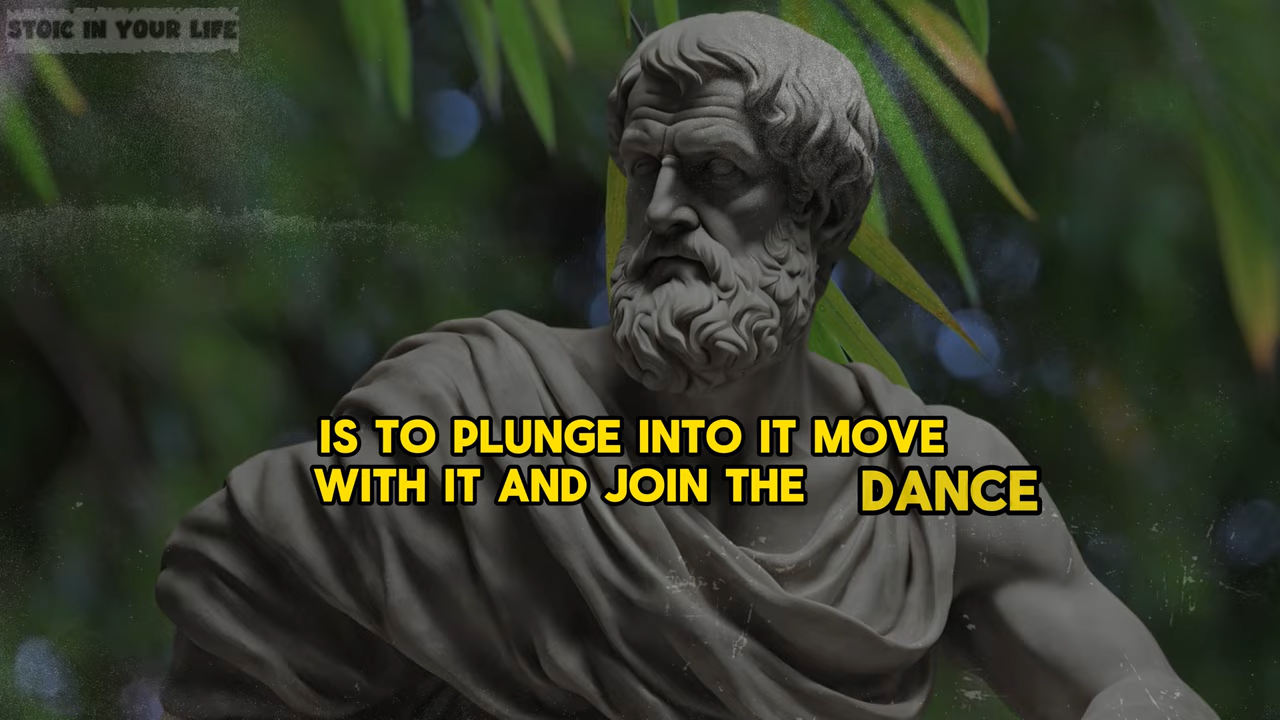 STOIC IN YOUR LIFE
IS TO PLUNGE INTO IT MOVE
WITH IT AND JOIN THE DANCE